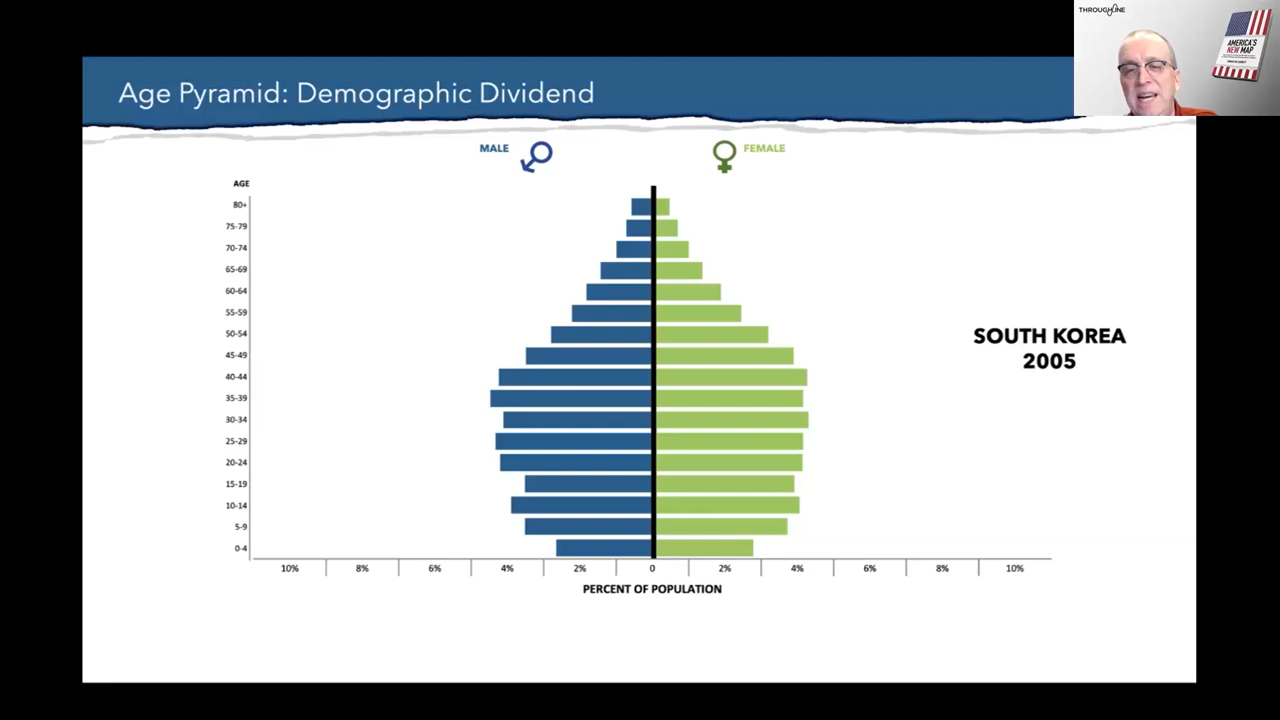 THROUGHLINE
AMERICA'S
NEW MAP
Age Pyramid: Demographic Dividend
MALE
FEMALE
AGE
80+
75-79
70-74
65-69
60-64
55-59
50-54
45-49
40-44
35-39
30-34
25-29
20-24
15-19
10-14
5-9
0-4
SOUTH KOREA
2005
10% 8% 6% 4% 2% 0 2% 4% 6% 8% 10%
PERCENT OF POPULATION